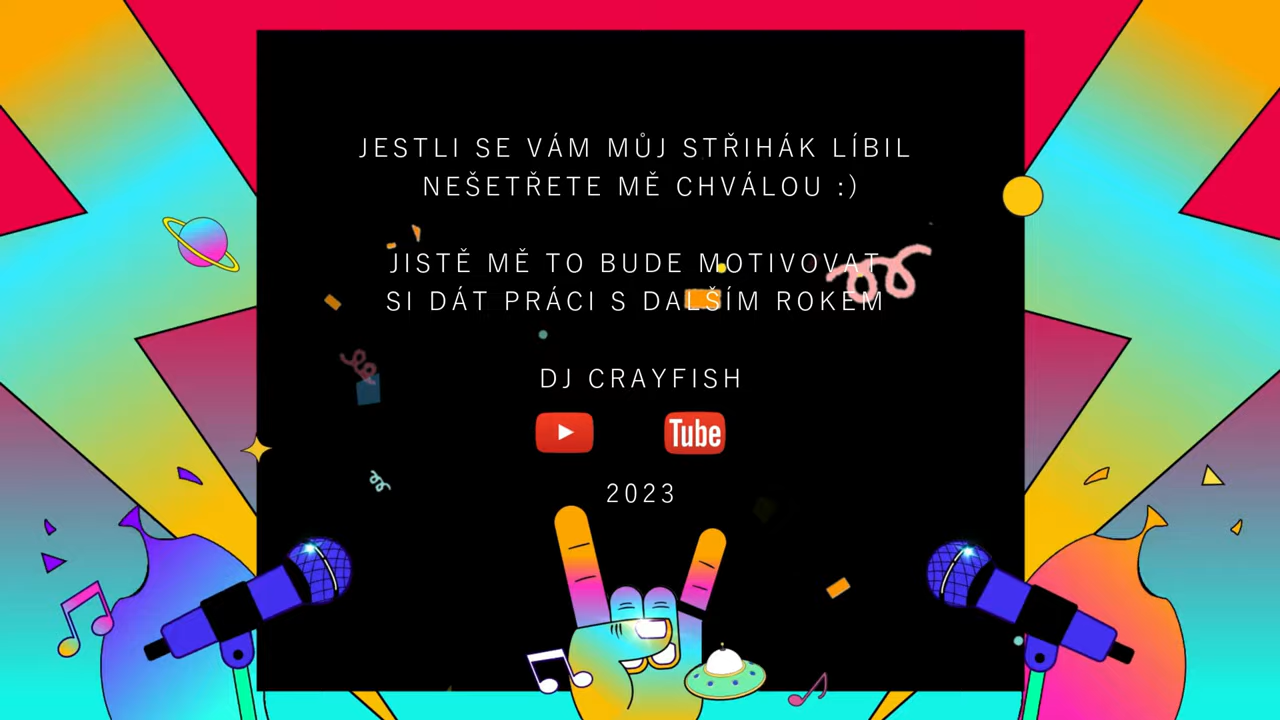 JESTLI SE VÁM MŮJ STŘIHÁK LÍBIL
NEŠETŘETE MĚ CHVÁLOU :)
JISTĚ MĚ TO BUDE MOTIVOVAT
SI DÁT PRÁCI S DALŠÍM ROKEM
DJ CRAYFISH
Tube
2023